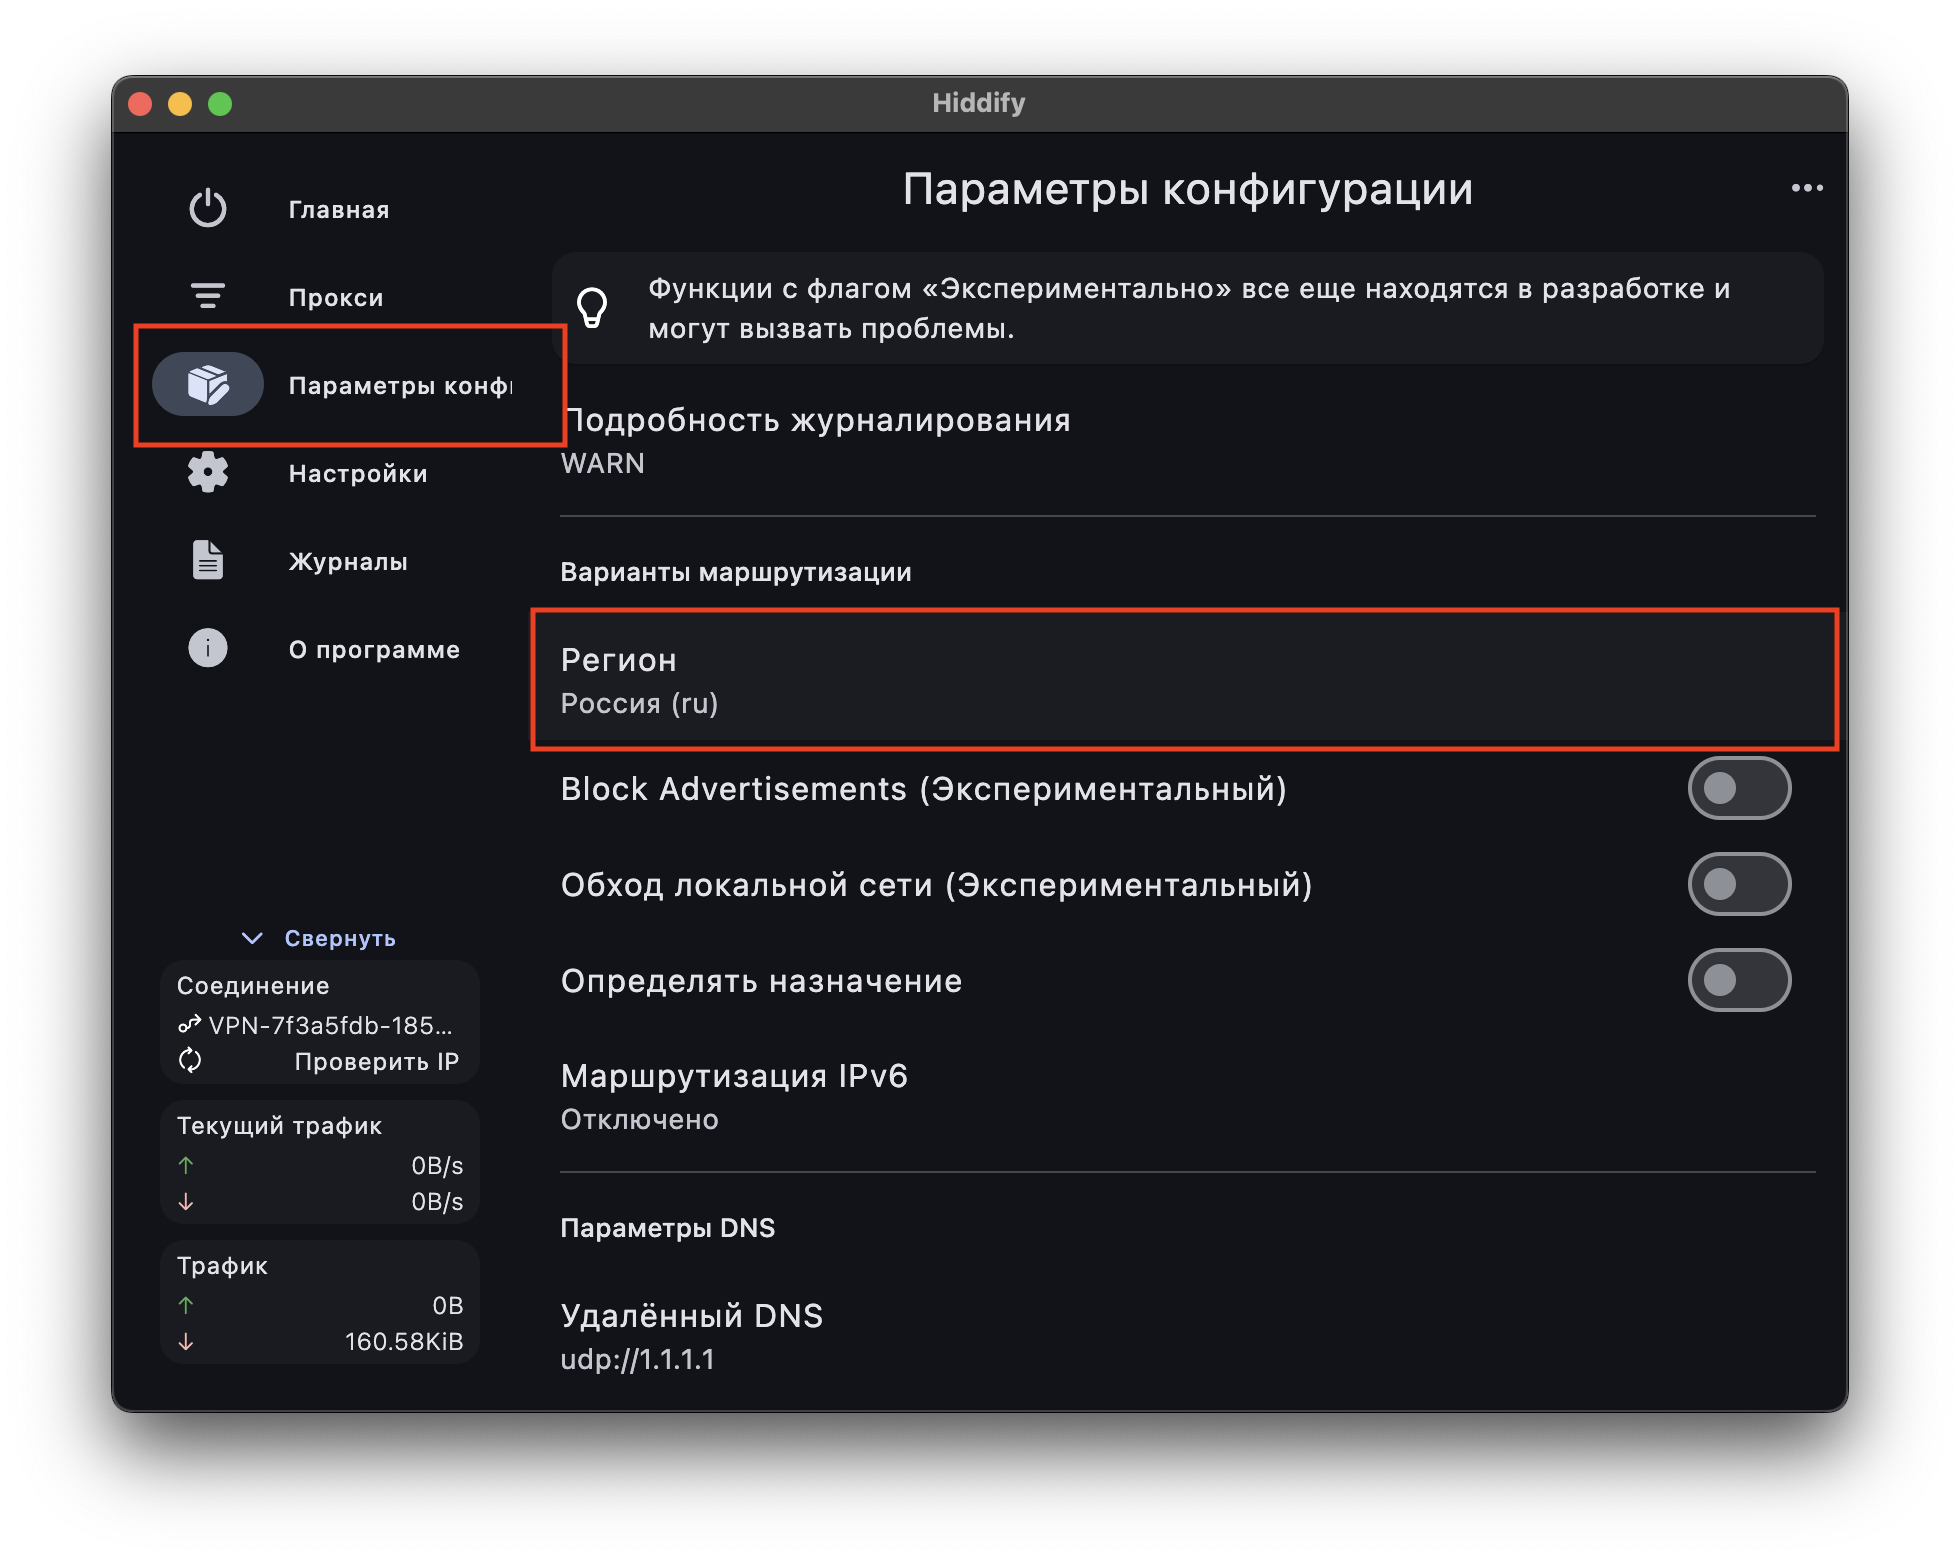 Hiddify
Главная
Прокси
Параметры конф
Настройки
Журналы
О программе
Свернуть
Соединение
VPN-7f3a5fdb-185...
Проверить IP
Текущий трафик
↑ 0B/s
↓ 0B/s
Трафик
↑ 0B
↓ 160.58KiB
Параметры конфигурации
Функции с флагом «Экспериментально» все еще находятся в разработке и
могут вызвать проблемы.
Подробность журналирования
WARN
Варианты маршрутизации
Регион
Россия (ru)
Block Advertisements (Экспериментальный)
Обход локальной сети (Экспериментальный)
Определять назначение
Маршрутизация IPv6
Отключено
Параметры DNS
Удалённый DNS
udp://1.1.1.1